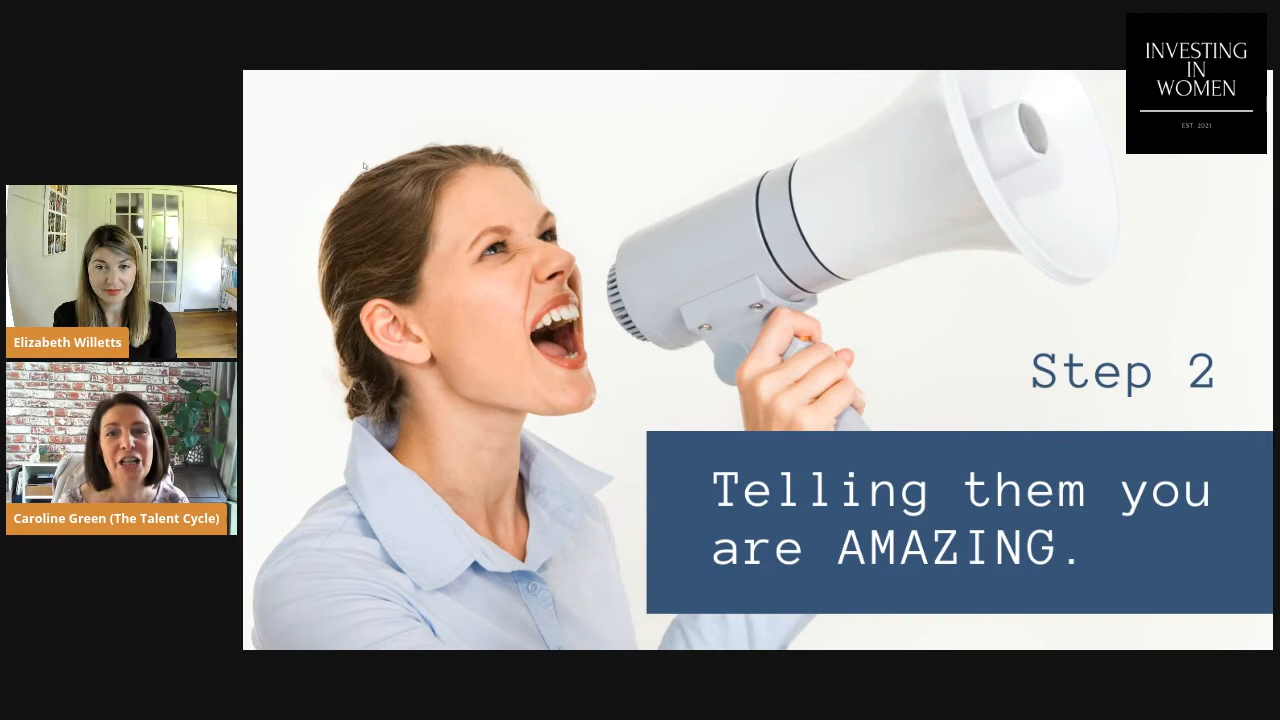 INVESTING
IN
WOMEN
EST. 2021
Elizabeth Willetts
Caroline Green (The Talent Cycle)
Step 2
Telling them you
are AMAZING.